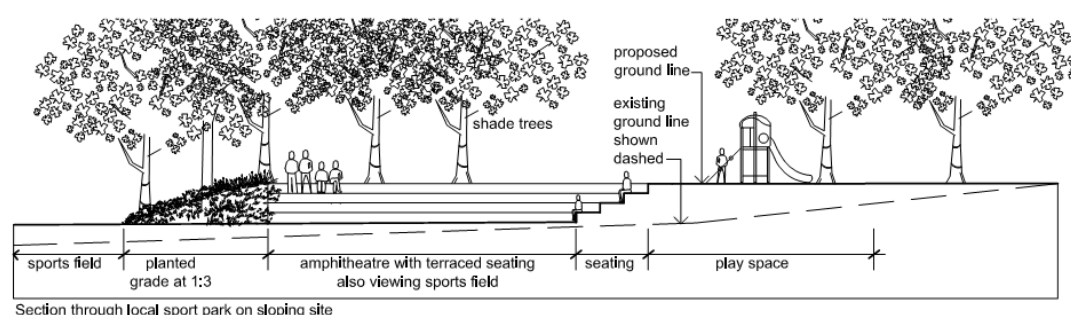 proposed
ground line
existing
ground line
shown
dashed
shade trees
sports field
planted
grade at 1:3
amphitheatre with terraced seating
also viewing sports field
seating
play space
Section through local sport park on sloping site